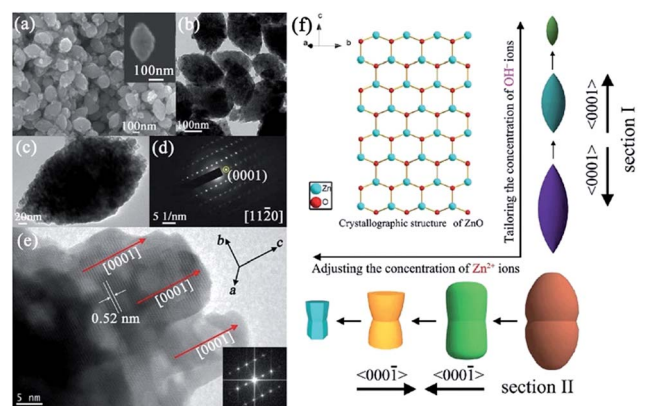 (a)
100nm
100nm
(b)
100nm
(c)
20nm
(d)
(0001)
5 1/nm
[112̄0]
(e)
[0001]
[0001]
[0001]
0.52 nm
b
c
a
5 nm
(f)
c
a
b
Zn
O
Crystallographic structure of ZnO
Tailoring the concentration of OH⁻ ions
<0001>
<0001>
section I
Adjusting the concentration of Zn²⁺ ions
<0001̄>
<0001̄>
section II